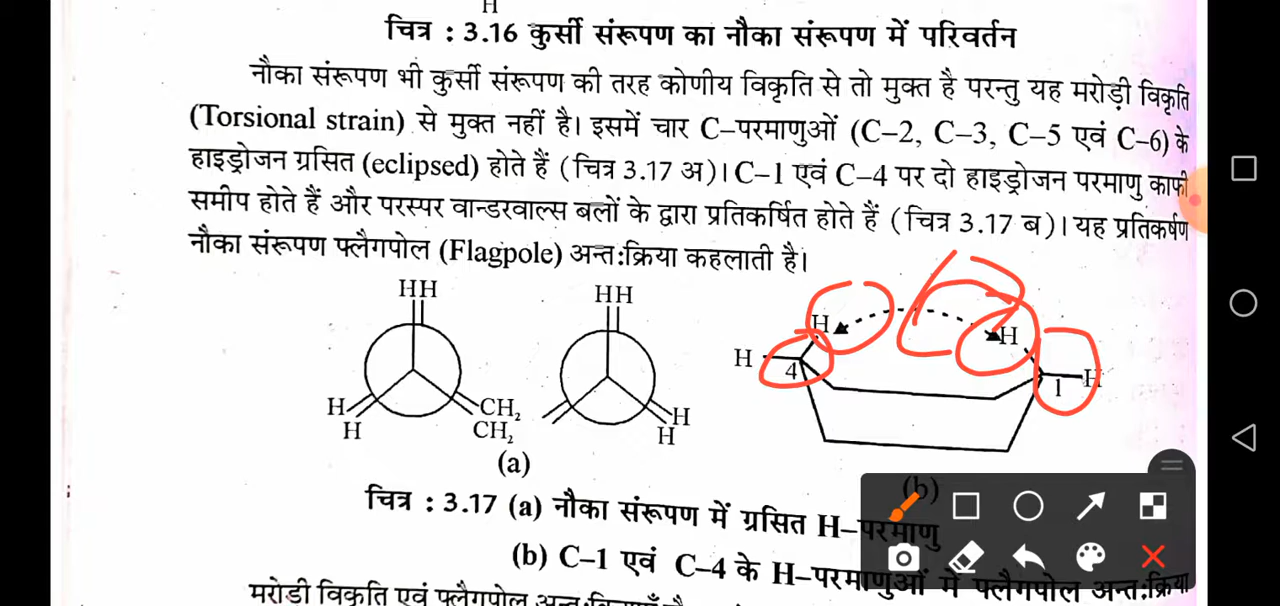 H
चित्र : 3.16 कुर्सी संरूपण का नौका संरूपण में परिवर्तन
नौका संरूपण भी कुर्सी संरूपण की तरह कोणीय विकृति से तो मुक्त है परन्तु यह मरोड़ी विकृति
(Torsional strain) से मुक्त नहीं है। इसमें चार C-परमाणुओं (C-2, C-3, C-5 एवं C-6) के
हाइड्रोजन ग्रसित (eclipsed) होते हैं (चित्र 3.17 अ)। C-1 एवं C-4 पर दो हाइड्रोजन परमाणु काफी
समीप होते हैं और परस्पर वान्डरवाल्स बलों के द्वारा प्रतिकर्षित होते हैं (चित्र 3.17 ब)। यह प्रतिकर्षण
नौका संरूपण फ्लैगपोल (Flagpole) अन्त:क्रिया कहलाती है।
HH HH
H H
H 4 1 H
H CH₂ H
H CH₂ H
(a) (b)
चित्र : 3.17 (a) नौका संरूपण में ग्रसित H-परमाणु
(b) C-1 एवं C-4 के H-परमाणुओं में फ्लैगपोल अन्त:क्रिया
मरोड़ी विकृति एवं फ्लैगपोल